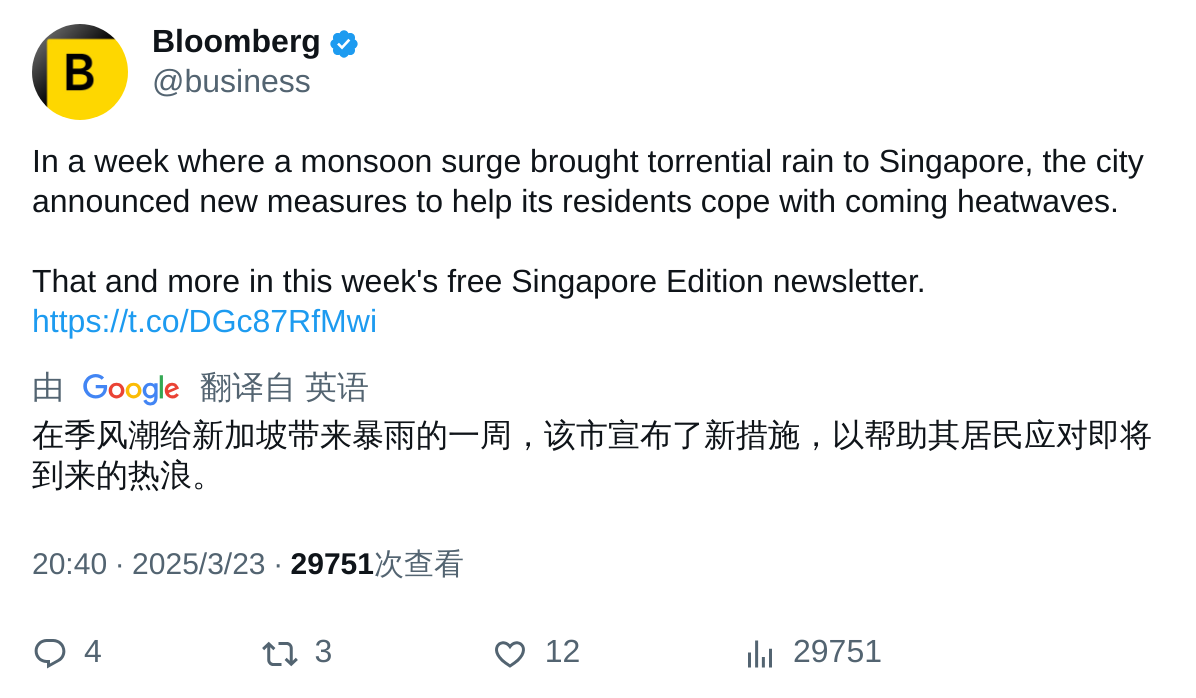 B
Bloomberg
@business
In a week where a monsoon surge brought torrential rain to Singapore, the city
announced new measures to help its residents cope with coming heatwaves.
That and more in this week's free Singapore Edition newsletter.
https://t.co/DGc87RfMwi
由 Google 翻译自 英语
在季风潮给新加坡带来暴雨的一周，该市宣布了新措施，以帮助其居民应对即将
到来的热浪。
20:40 · 2025/3/23 · 29751次查看
4 3 12 29751